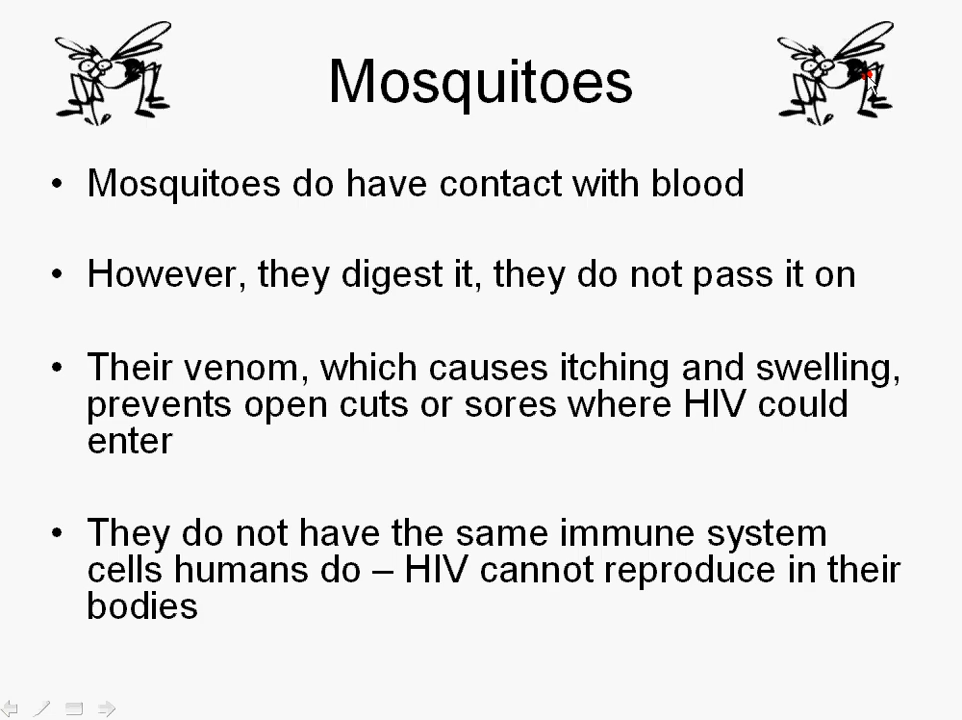 Mosquitoes
• Mosquitoes do have contact with blood
• However, they digest it, they do not pass it on
• Their venom, which causes itching and swelling,
prevents open cuts or sores where HIV could
enter
• They do not have the same immune system
cells humans do – HIV cannot reproduce in their
bodies